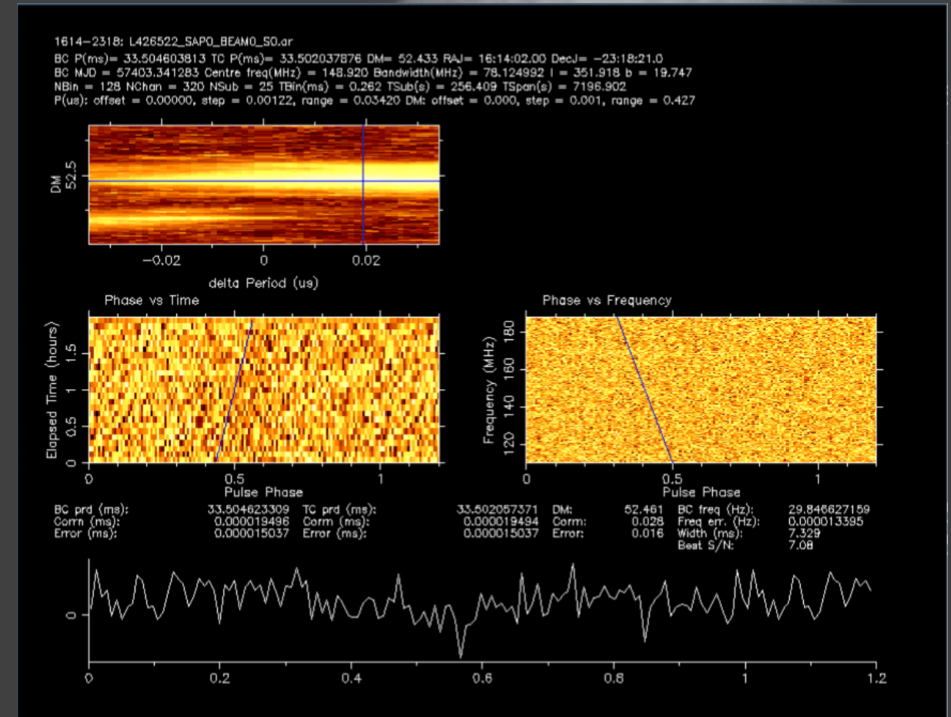 1614-2318: L426522_SAP0_BEAM0_S0.ar
BC P(ms)= 33.504603813 TC P(ms)= 33.502037876 DM= 52.433 RAJ= 16:14:02.00 DecJ= -23:18:21.0
BC MJD = 57403.341283 Centre freq(MHz) = 148.920 Bandwidth(MHz) = 78.124992 l = 351.918 b = 19.747
NBin = 128 NChan = 320 NSub = 25 TBin(ms) = 0.262 TSub(s) = 256.409 TSpan(s) = 7196.902
P(us): offset = 0.00000, step = 0.00122, range = 0.03420 DM: offset = 0.000, step = 0.001, range = 0.427
DM
52.5
-0.02 0 0.02
delta Period (us)
Phase vs Time
Elapsed Time (hours)
0 0.5 1 1.5
0 0.5 1
Pulse Phase
Phase vs Frequency
Frequency (MHz)
120 140 160 180
0 0.5 1
Pulse Phase
BC prd (ms): 33.504623309 TC prd (ms): 33.502057371 DM: 52.461 BC freq (Hz): 29.846627159
Corrn (ms): 0.000019496 Corrn (ms): 0.000019494 Corrn: 0.028 Freq err. (Hz): 0.000013395
Error (ms): 0.000015037 Error (ms): 0.000015037 Error: 0.016 Width (ms): 7.329
Best S/N: 7.08
0
0 0.2 0.4 0.6 0.8 1 1.2